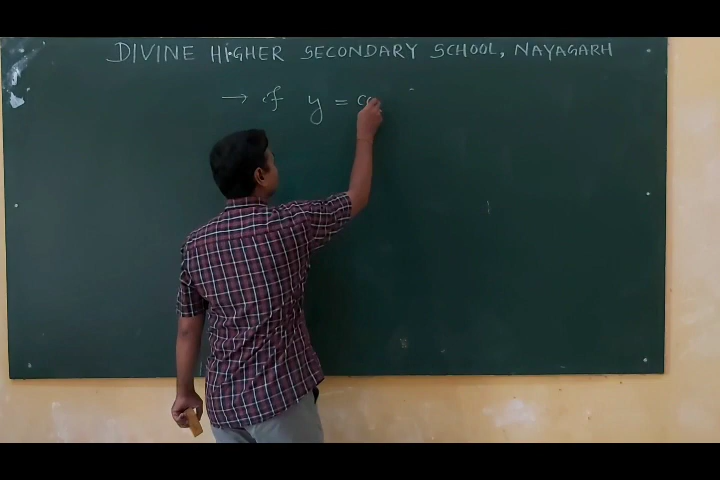 DIVINE HIGHER SECONDARY SCHOOL, NAYAGARH
→ if y = co